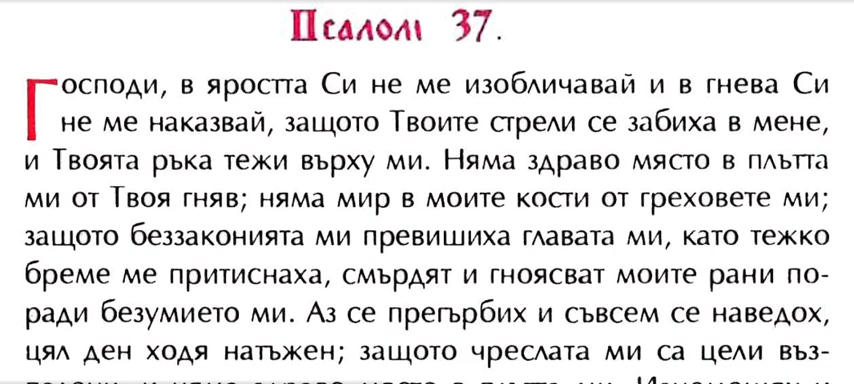 Псалом 37.
Господи, в яростта Си не ме изобличавай и в гнева Си
не ме наказвай, защото Твоите стрели се забиха в мене,
и Твоята ръка тежи върху ми. Няма здраво място в плътта
ми от Твоя гняв; няма мир в моите кости от греховете ми;
защото беззаконията ми превишиха главата ми, като тежко
бреме ме притиснаха, смърдят и гноясват моите рани по-
ради безумието ми. Аз се прегърбих и съвсем се наведох,
цял ден ходя натъжен; защото чреслата ми са цели въз-